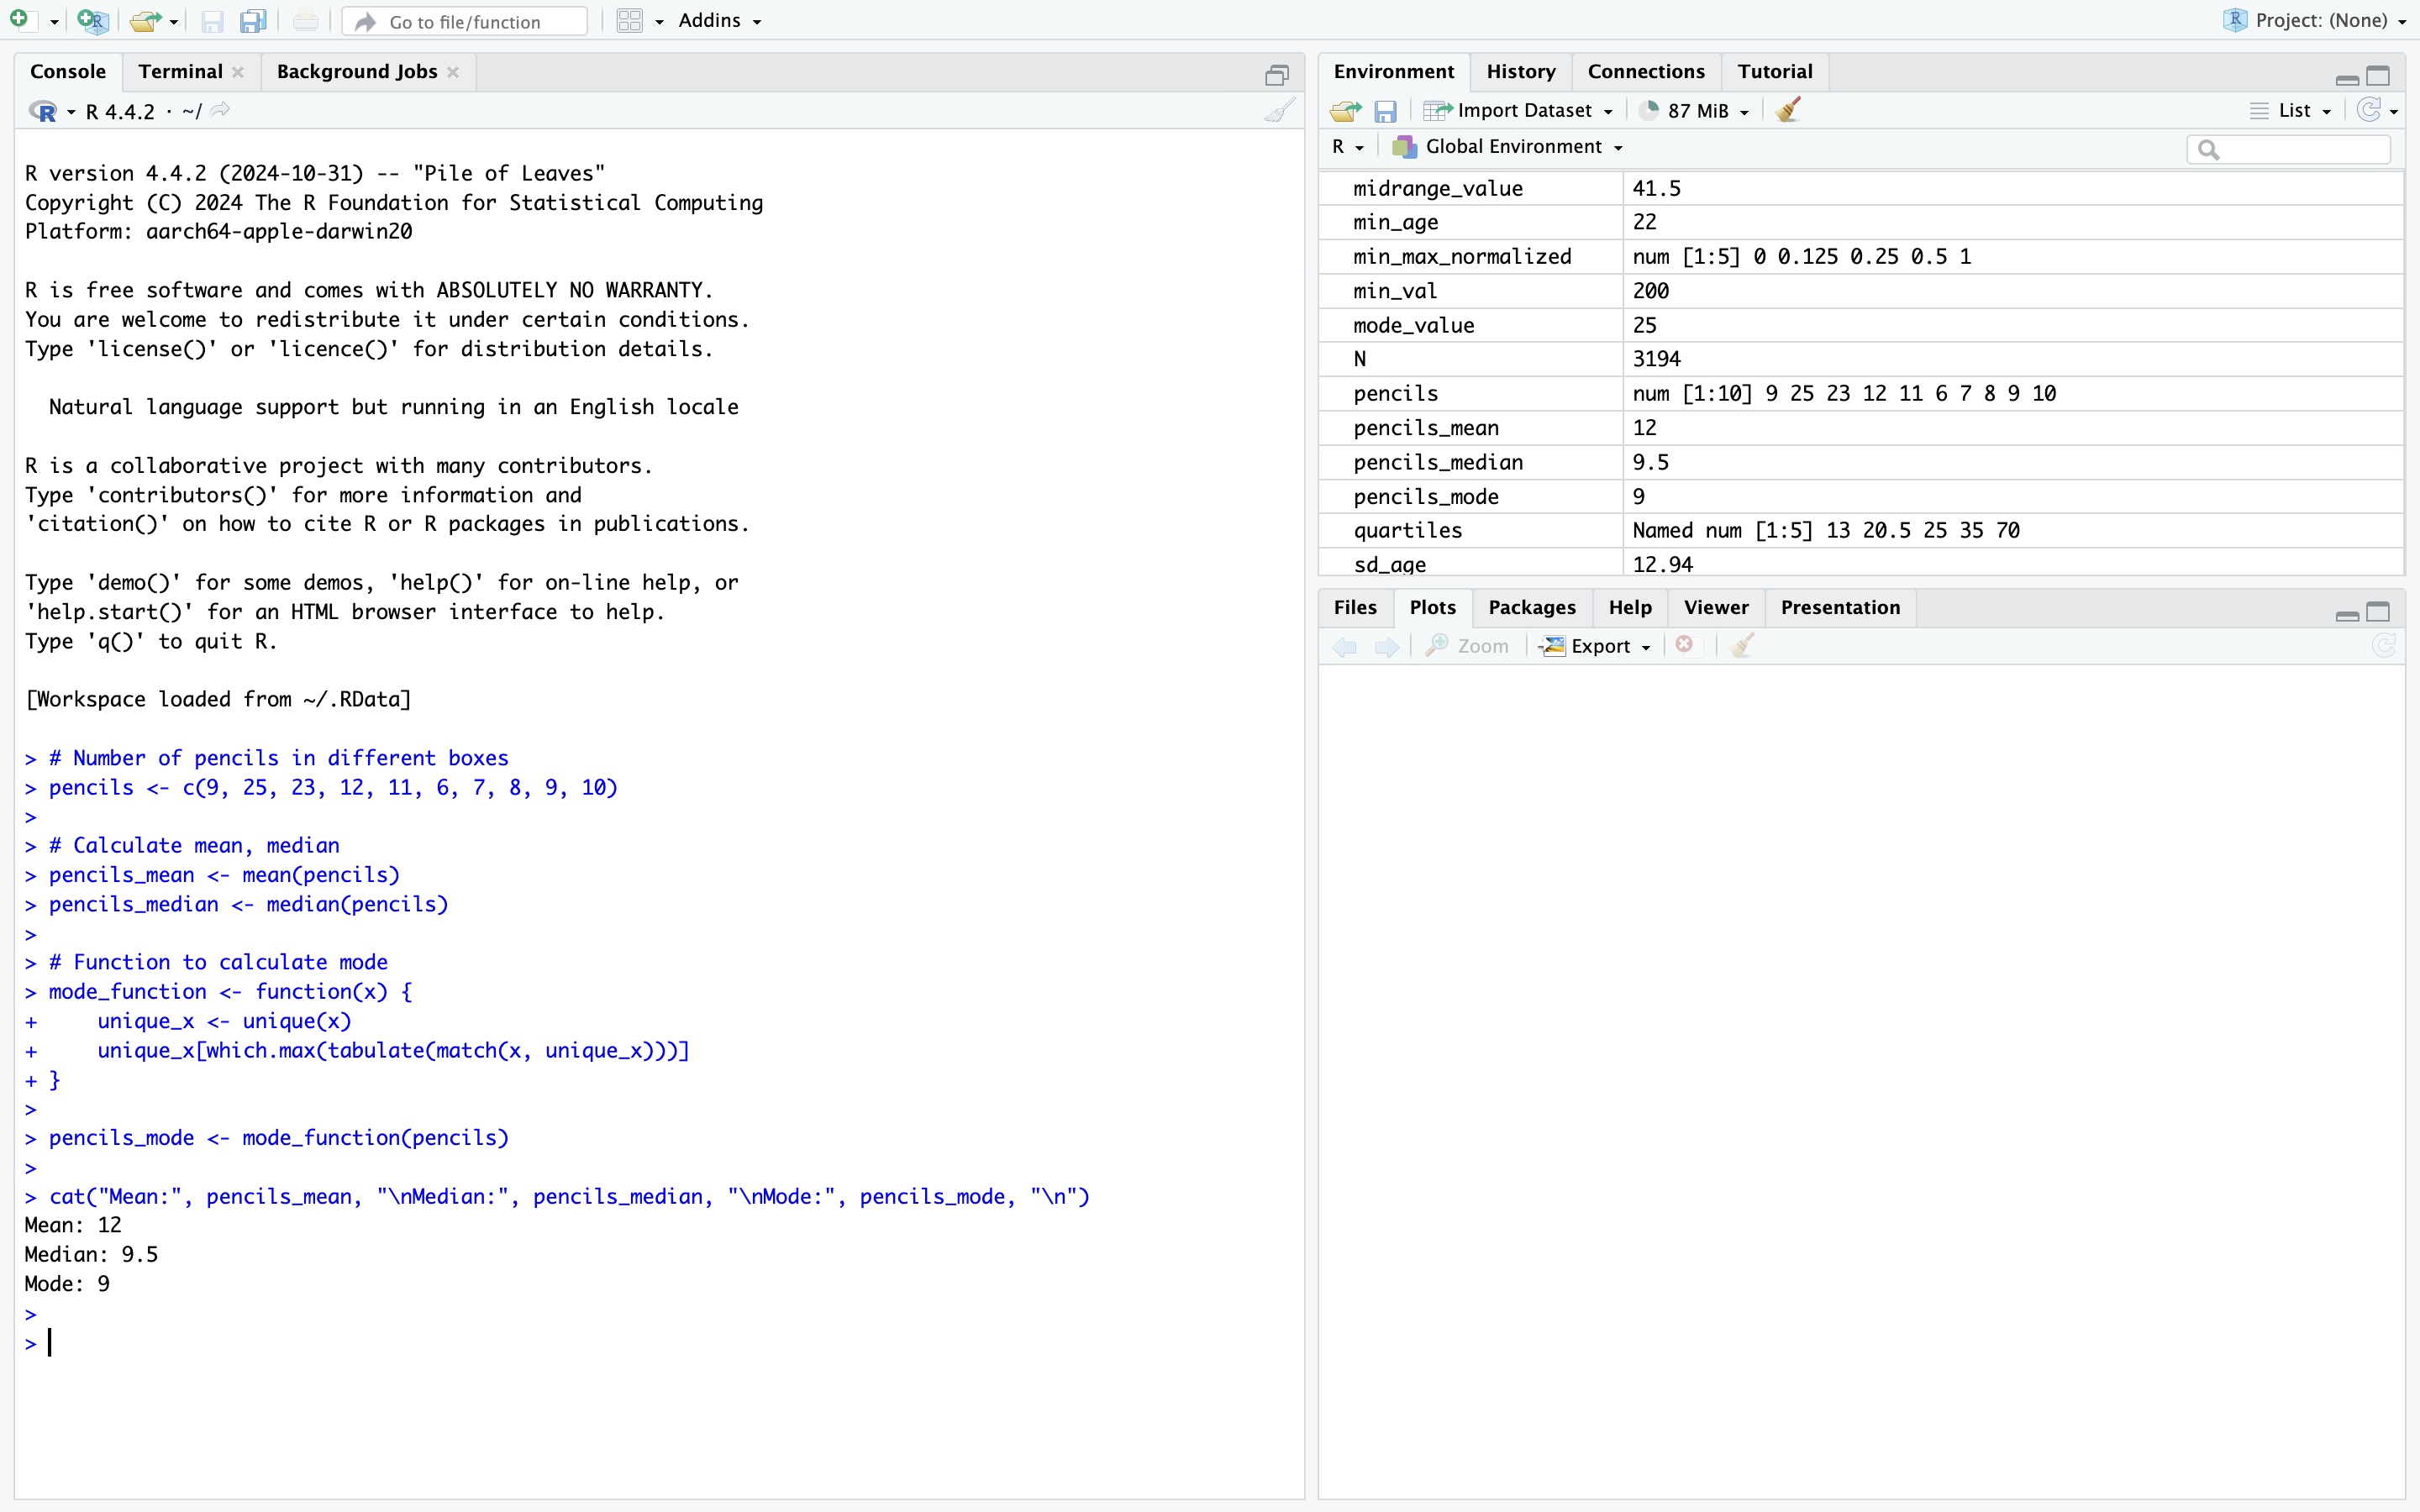 Go to file/function
Addins
Project: (None)
Console
Terminal
Background Jobs
R 4.4.2 · ~/
R version 4.4.2 (2024-10-31) -- "Pile of Leaves"
Copyright (C) 2024 The R Foundation for Statistical Computing
Platform: aarch64-apple-darwin20
R is free software and comes with ABSOLUTELY NO WARRANTY.
You are welcome to redistribute it under certain conditions.
Type 'license()' or 'licence()' for distribution details.
Natural language support but running in an English locale
R is a collaborative project with many contributors.
Type 'contributors()' for more information and
'citation()' on how to cite R or R packages in publications.
Type 'demo()' for some demos, 'help()' for on-line help, or
'help.start()' for an HTML browser interface to help.
Type 'q()' to quit R.
[Workspace loaded from ~/.RData]
> # Number of pencils in different boxes
> pencils <- c(9, 25, 23, 12, 11, 6, 7, 8, 9, 10)
>
> # Calculate mean, median
> pencils_mean <- mean(pencils)
> pencils_median <- median(pencils)
>
> # Function to calculate mode
> mode_function <- function(x) {
+     unique_x <- unique(x)
+     unique_x[which.max(tabulate(match(x, unique_x)))]
+ }
>
> pencils_mode <- mode_function(pencils)
>
> cat("Mean:", pencils_mean, "\nMedian:", pencils_median, "\nMode:", pencils_mode, "\n")
Mean: 12
Median: 9.5
Mode: 9
>
>
Environment
History
Connections
Tutorial
Import Dataset
87 MiB
List
R
Global Environment
midrange_value 41.5
min_age 22
min_max_normalized num [1:5] 0 0.125 0.25 0.5 1
min_val 200
mode_value 25
N 3194
pencils num [1:10] 9 25 23 12 11 6 7 8 9 10
pencils_mean 12
pencils_median 9.5
pencils_mode 9
quartiles Named num [1:5] 13 20.5 25 35 70
sd_age 12.94
Files
Plots
Packages
Help
Viewer
Presentation
Zoom
Export